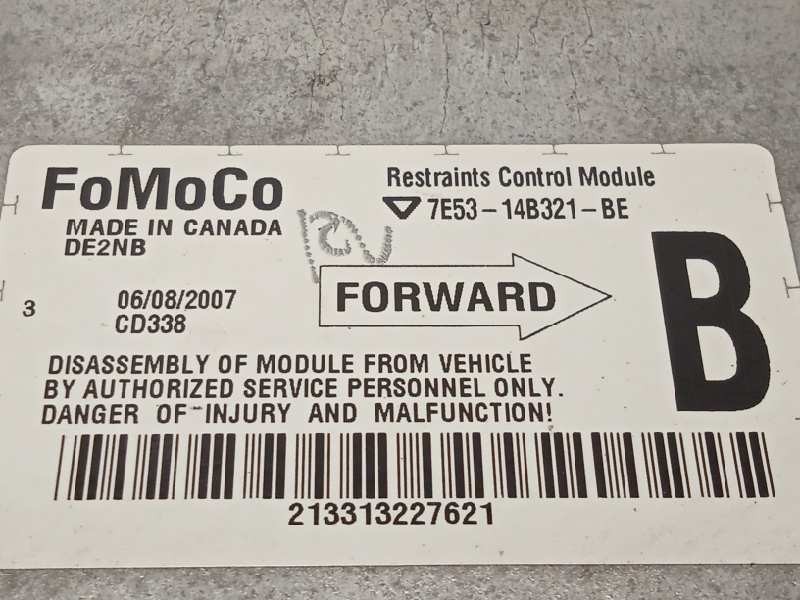 FoMoCo
MADE IN CANADA
DE2NB
Restraints Control Module
7E53-14B321-BE
3
06/08/2007
CD338
FORWARD
B
DISASSEMBLY OF MODULE FROM VEHICLE
BY AUTHORIZED SERVICE PERSONNEL ONLY.
DANGER OF INJURY AND MALFUNCTION!
213313227621